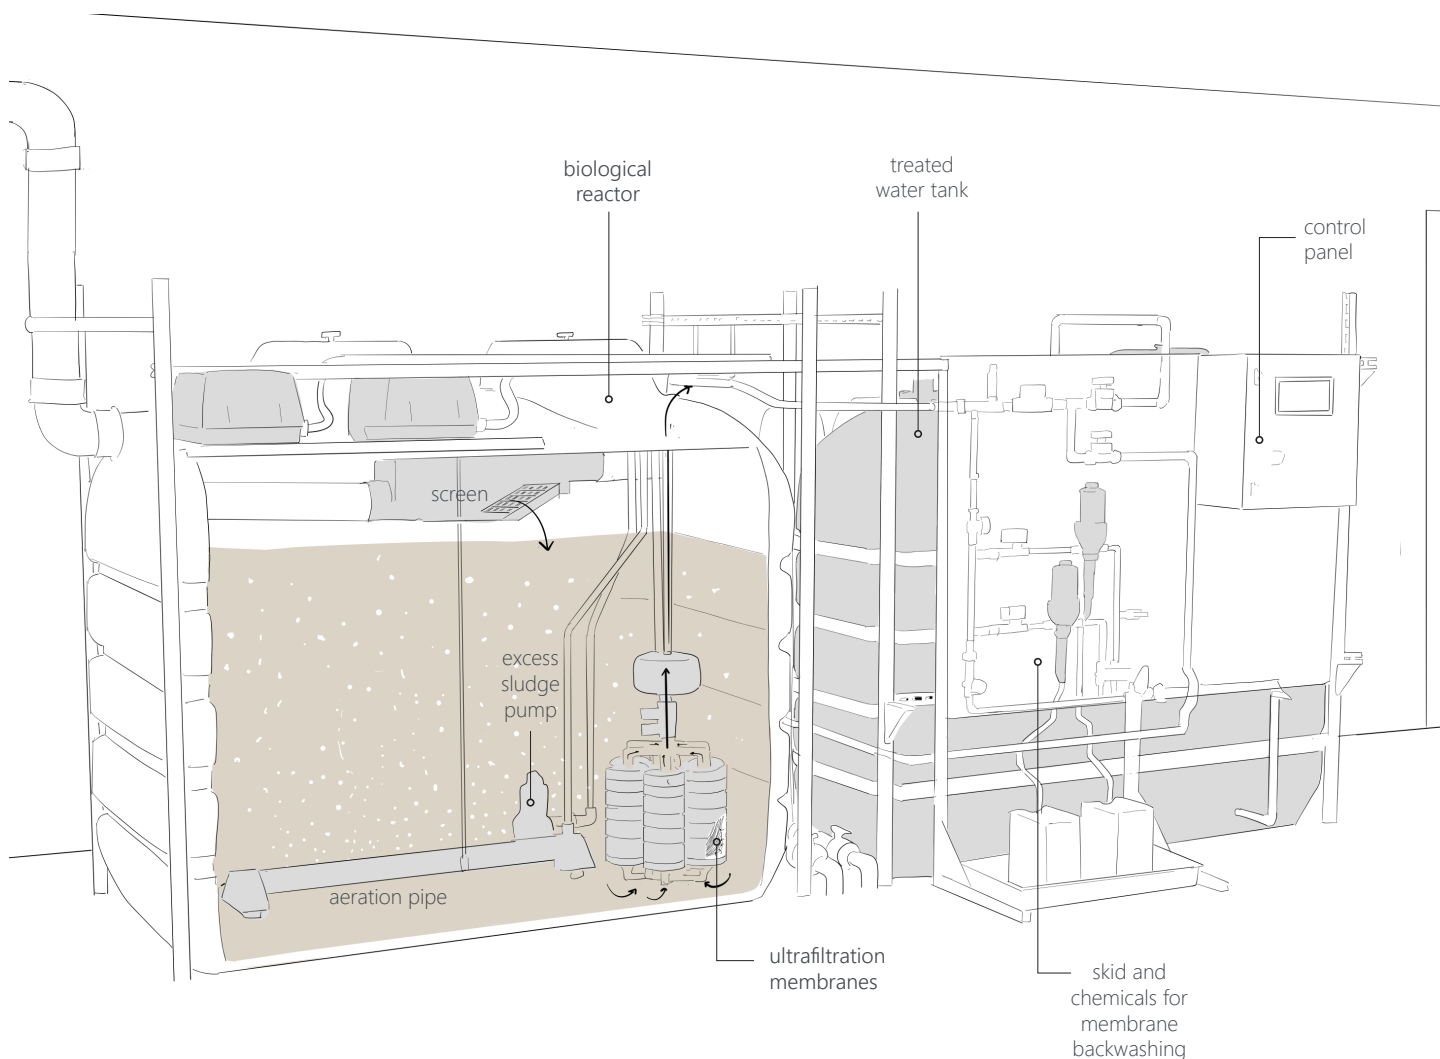 biological
reactor
treated
water tank
control
panel
screen
excess
sludge
pump
aeration pipe
ultrafiltration
membranes
skid and
chemicals for
membrane
backwashing